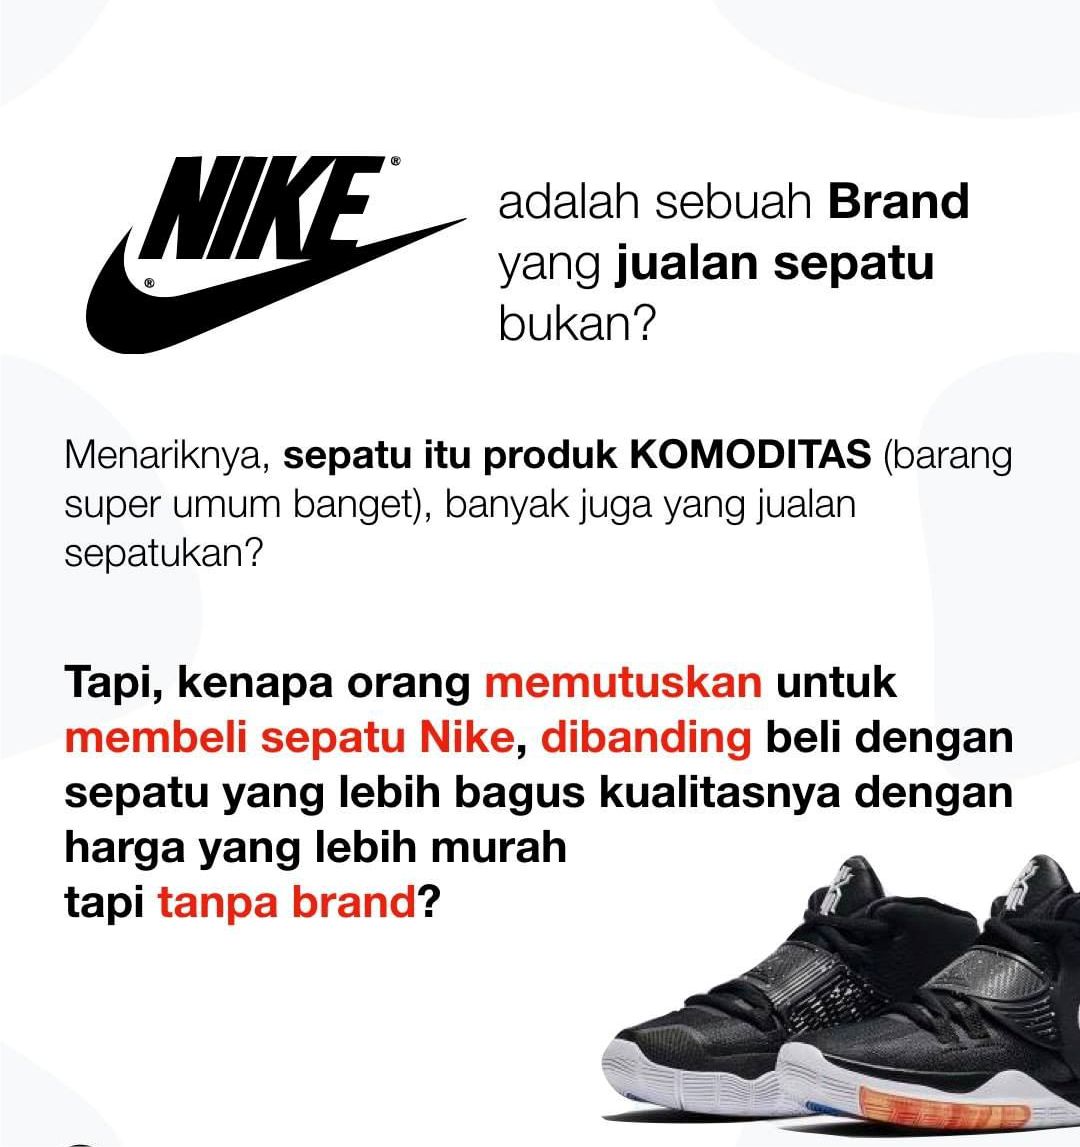 NIKE®
®
adalah sebuah Brand
yang jualan sepatu
bukan?
Menariknya, sepatu itu produk KOMODITAS (barang
super umum banget), banyak juga yang jualan
sepatukan?
Tapi, kenapa orang memutuskan untuk
membeli sepatu Nike, dibanding beli dengan
sepatu yang lebih bagus kualitasnya dengan
harga yang lebih murah
tapi tanpa brand?